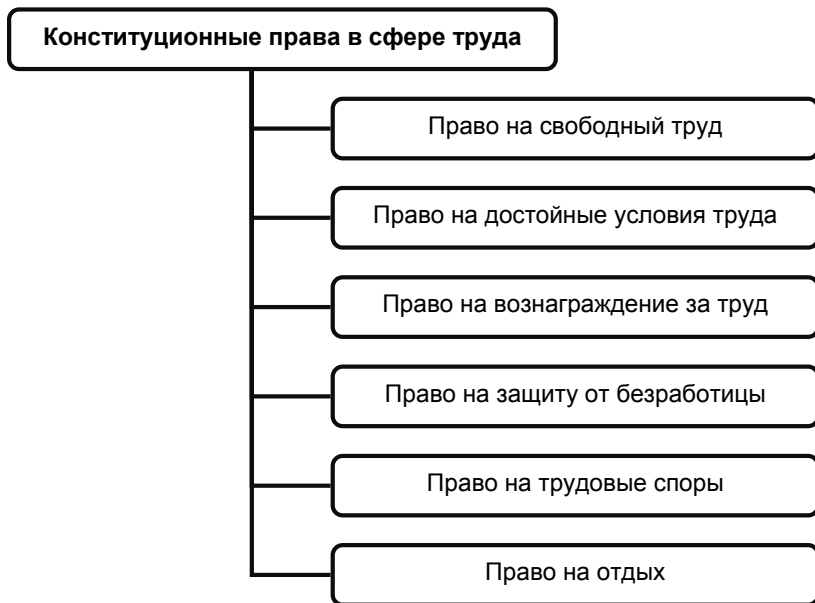 Конституционные права в сфере труда
Право на свободный труд
Право на достойные условия труда
Право на вознаграждение за труд
Право на защиту от безработицы
Право на трудовые споры
Право на отдых